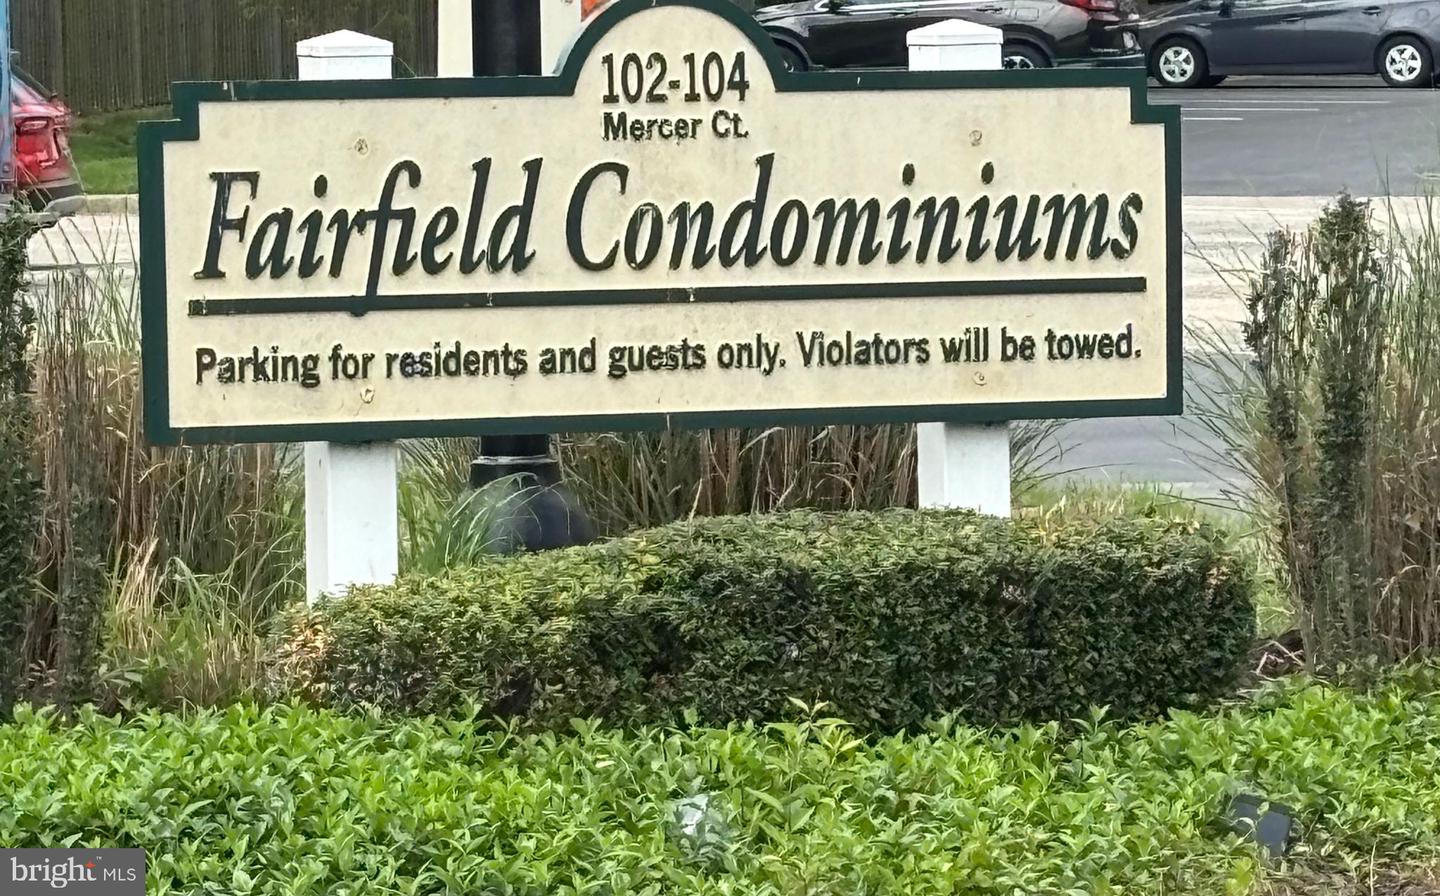 102-104
Mercer Ct.
Fairfield Condominiums
Parking for residents and guests only. Violators will be towed.
bright MLS